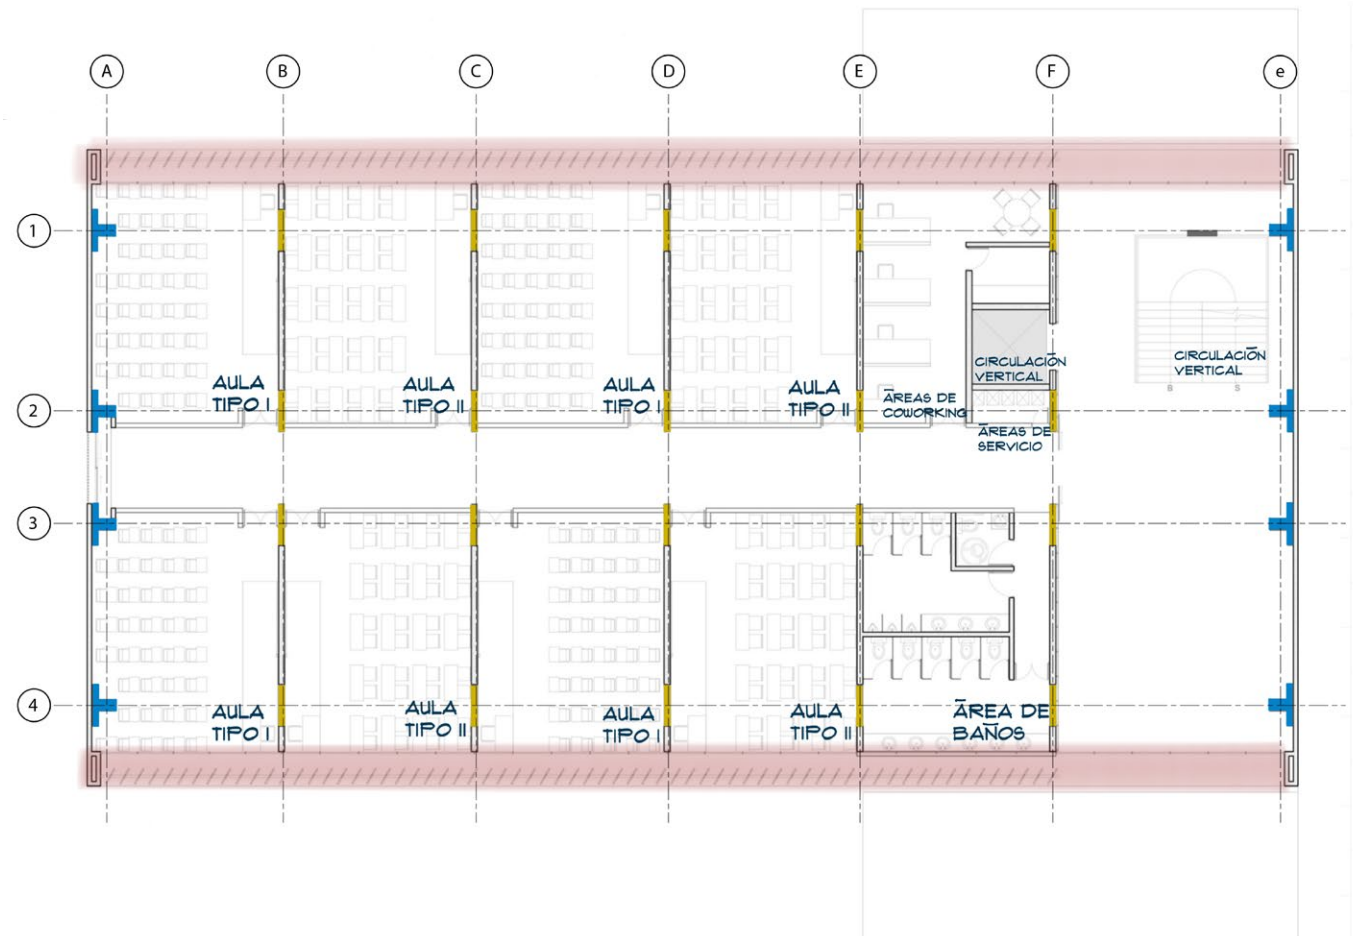 A B C D E F e
1
2
3
4
AULA
TIPO I
AULA
TIPO II
AULA
TIPO I
AULA
TIPO II
ÁREAS DE
COWORKING
CIRCULACIÓN
VERTICAL
ÁREAS DE
SERVICIO
CIRCULACIÓN
VERTICAL
B S
AULA
TIPO I
AULA
TIPO II
AULA
TIPO I
AULA
TIPO II
ÁREA DE
BAÑOS